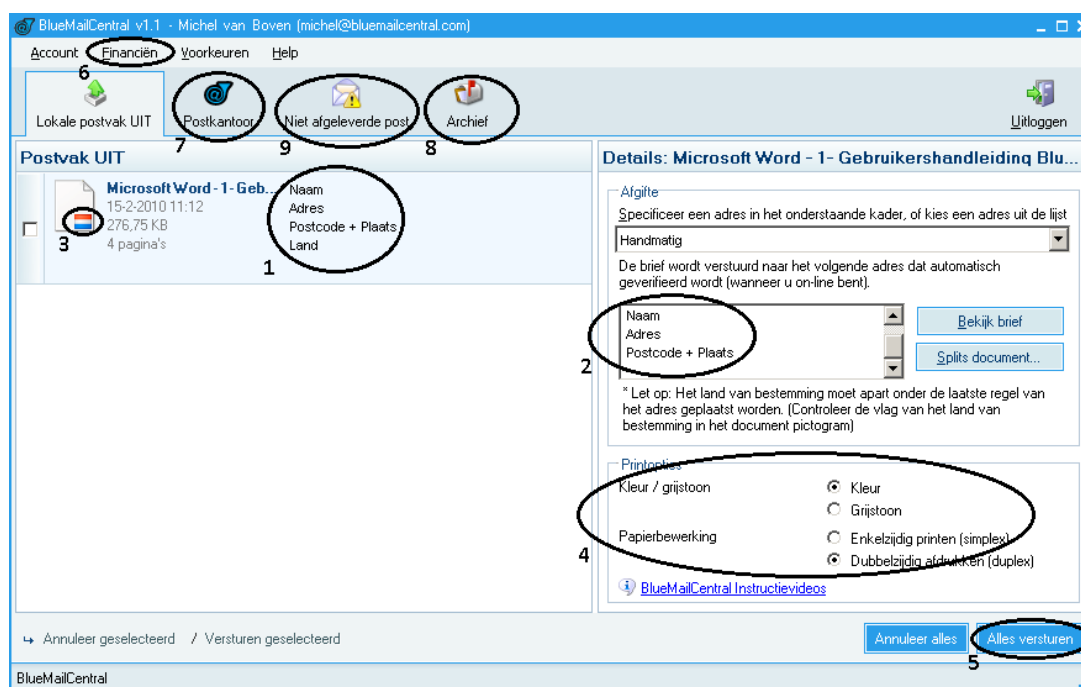 BlueMailCentral v1.1 - Michel van Boven (michel@bluemailcentral.com)
Account Financiën Voorkeuren Help
6
Lokale postvak UIT Postkantoor Niet afgeleverde post Archief Uitloggen
7 9 8
Postvak UIT
Microsoft Word - 1- Geb...
15-2-2010 11:12
276,75 KB
4 pagina's
3
Naam
Adres
Postcode + Plaats
Land
1
Details: Microsoft Word - 1- Gebruikershandleiding Blu...
Afgifte
Specificeer een adres in het onderstaande kader, of kies een adres uit de lijst
Handmatig
De brief wordt verstuurd naar het volgende adres dat automatisch
geverifieerd wordt (wanneer u on-line bent).
Naam
Adres
Postcode + Plaats
2
Bekijk brief
Splits document...
* Let op: Het land van bestemming moet apart onder de laatste regel van
het adres geplaatst worden. (Controleer de vlag van het land van
bestemming in het document pictogram)
Printopties
Kleur / grijstoon Kleur
Grijstoon
Papierbewerking Enkelzijdig printen (simplex)
4 Dubbelzijdig afdrukken (duplex)
BlueMailCentral Instructievideos
Annuleer geselecteerd / Versturen geselecteerd Annuleer alles Alles versturen
5
BlueMailCentral